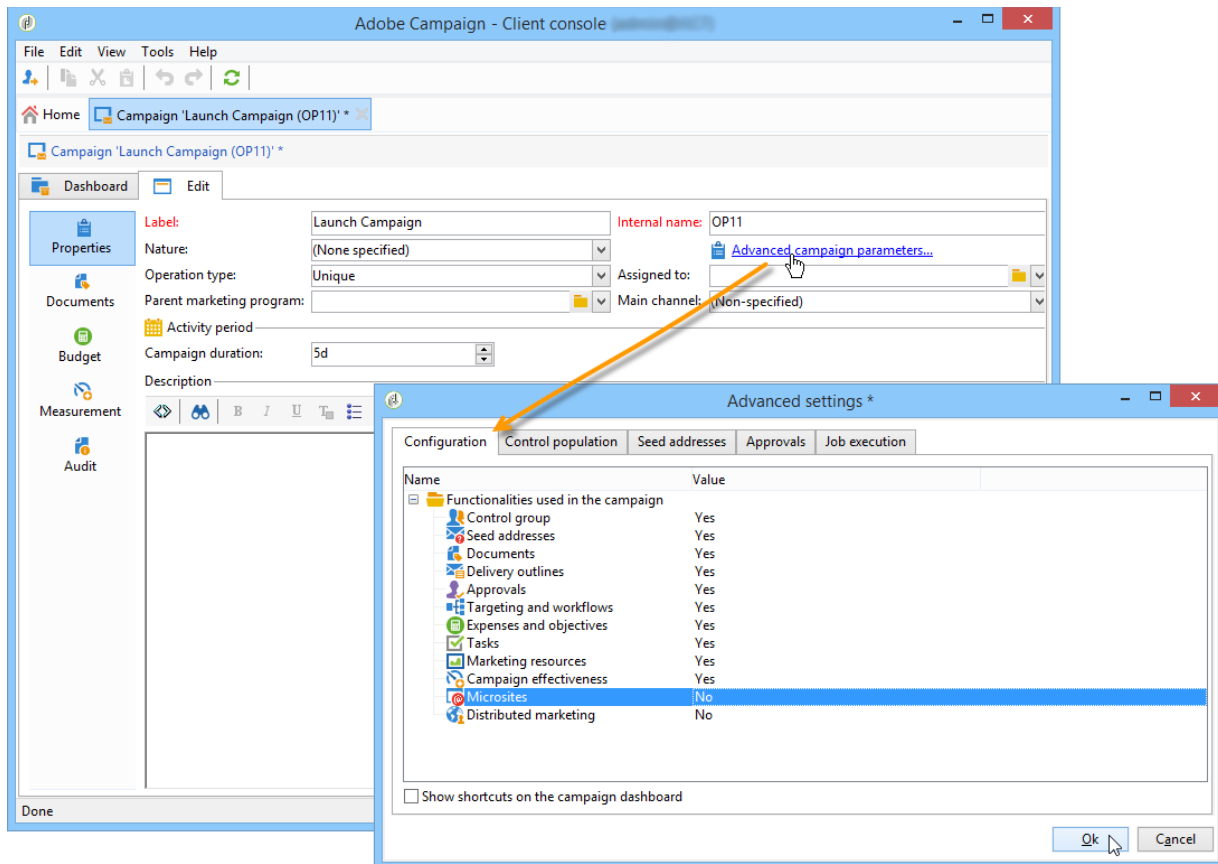 Adobe Campaign - Client console
File Edit View Tools Help
Home Campaign 'Launch Campaign (OP11)' *
Campaign 'Launch Campaign (OP11)' *
Dashboard Edit
Properties
Documents
Budget
Measurement
Audit
Label: Launch Campaign Internal name: OP11
Nature: (None specified) Advanced campaign parameters...
Operation type: Unique Assigned to:
Parent marketing program: Main channel: (Non-specified)
Activity period
Campaign duration: 5d
Description
B I U T
Done
Advanced settings *
Configuration Control population Seed addresses Approvals Job execution
Name Value
Functionalities used in the campaign
Control group Yes
Seed addresses Yes
Documents Yes
Delivery outlines Yes
Approvals Yes
Targeting and workflows Yes
Expenses and objectives Yes
Tasks Yes
Marketing resources Yes
Campaign effectiveness Yes
Microsites No
Distributed marketing No
Show shortcuts on the campaign dashboard
Ok Cancel